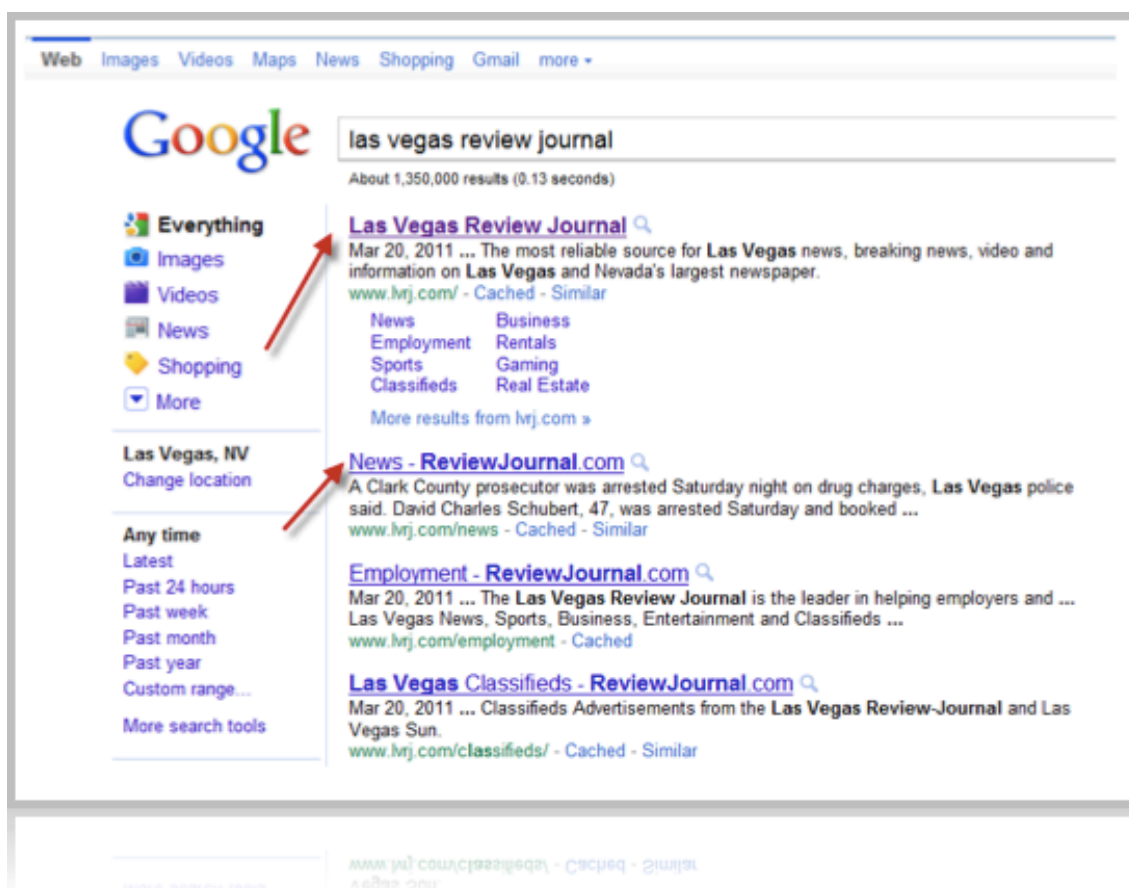 Web Images Videos Maps News Shopping Gmail more
Google
las vegas review journal
About 1,350,000 results (0.13 seconds)
Everything
Images
Videos
News
Shopping
More
Las Vegas, NV
Change location
Any time
Latest
Past 24 hours
Past week
Past month
Past year
Custom range...
More search tools
Las Vegas Review Journal
Mar 20, 2011 ... The most reliable source for Las Vegas news, breaking news, video and
information on Las Vegas and Nevada's largest newspaper.
www.lvrj.com/ - Cached - Similar
News Business
Employment Rentals
Sports Gaming
Classifieds Real Estate
More results from lvrj.com »
News - ReviewJournal.com
A Clark County prosecutor was arrested Saturday night on drug charges, Las Vegas police
said. David Charles Schubert, 47, was arrested Saturday and booked ...
www.lvrj.com/news - Cached - Similar
Employment - ReviewJournal.com
Mar 20, 2011 ... The Las Vegas Review Journal is the leader in helping employers and ...
Las Vegas News, Sports, Business, Entertainment and Classifieds ...
www.lvrj.com/employment - Cached
Las Vegas Classifieds - ReviewJournal.com
Mar 20, 2011 ... Classifieds Advertisements from the Las Vegas Review-Journal and Las
Vegas Sun.
www.lvrj.com/classifieds/ - Cached - Similar